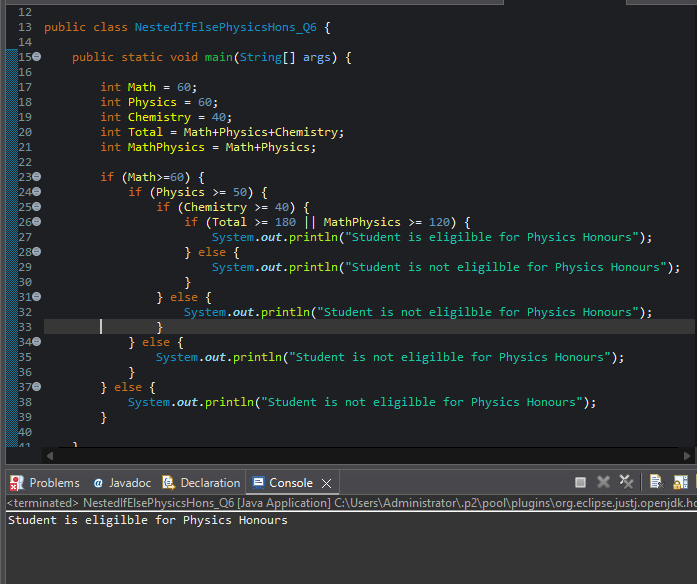 12
13 public class NestedIfElsePhysicsHons_Q6 {
14
15 public static void main(String[] args) {
16
17 int Math = 60;
18 int Physics = 60;
19 int Chemistry = 40;
20 int Total = Math+Physics+Chemistry;
21 int MathPhysics = Math+Physics;
22
23 if (Math>=60) {
24 if (Physics >= 50) {
25 if (Chemistry >= 40) {
26 if (Total >= 180 || MathPhysics >= 120) {
27 System.out.println("Student is eligilble for Physics Honours");
28 } else {
29 System.out.println("Student is not eligilble for Physics Honours");
30 }
31 } else {
32 System.out.println("Student is not eligilble for Physics Honours");
33 }
34 } else {
35 System.out.println("Student is not eligilble for Physics Honours");
36 }
37 } else {
38 System.out.println("Student is not eligilble for Physics Honours");
39 }
40
41 }
Problems @ Javadoc Declaration Console
<terminated> NestedIfElsePhysicsHons_Q6 [Java Application] C:\Users\Administrator\.p2\pool\plugins\org.eclipse.justj.openjdk.ho
Student is eligilble for Physics Honours